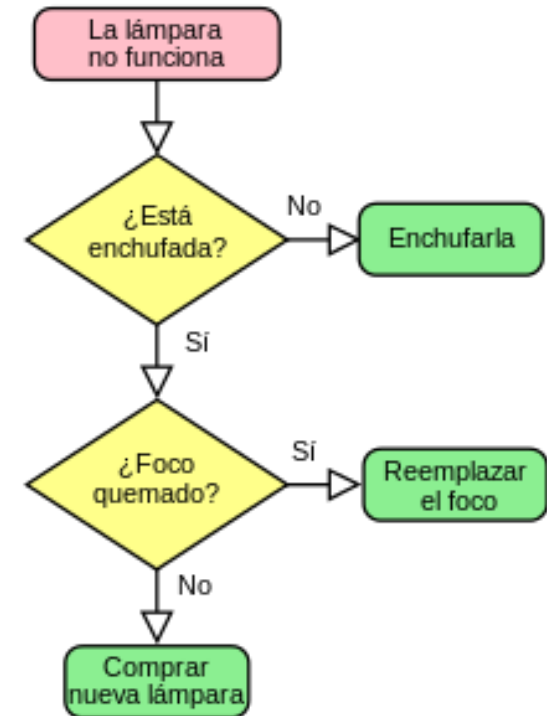 La lámpara
no funciona
¿Está
enchufada?
No
Enchufarla
Sí
¿Foco
quemado?
Sí
Reemplazar
el foco
No
Comprar
nueva lámpara